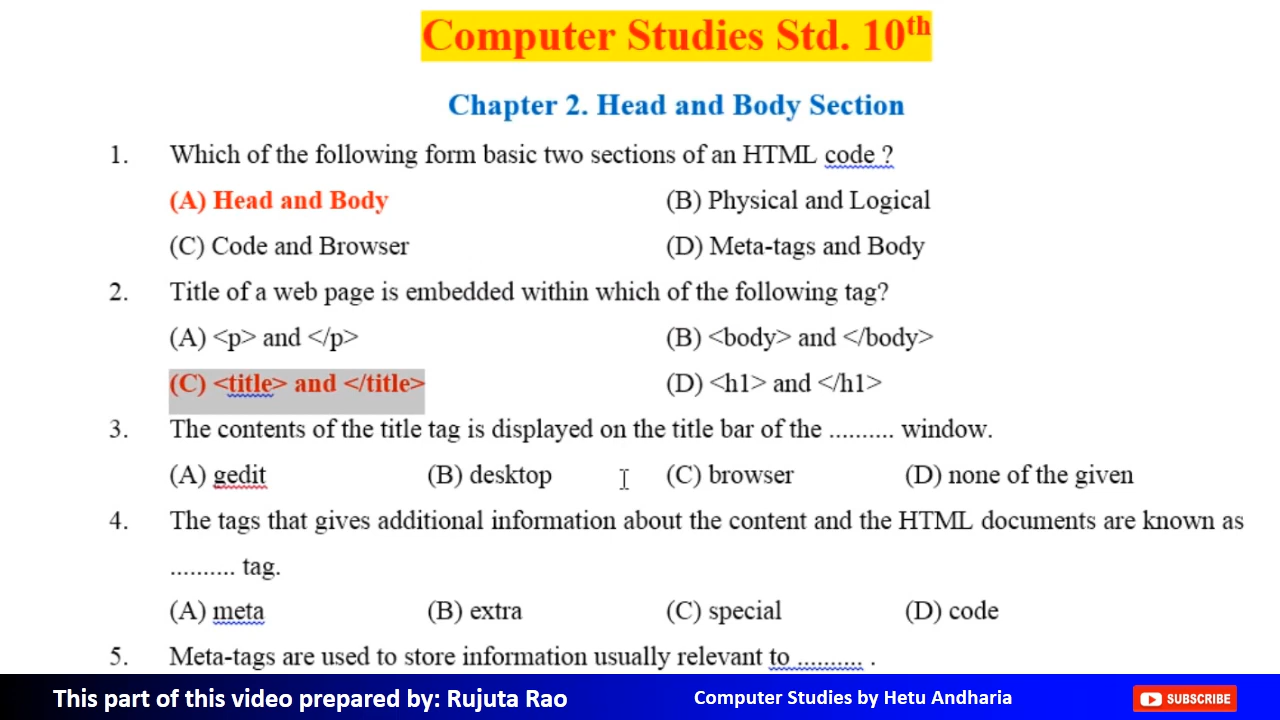 Computer Studies Std. 10th
Chapter 2. Head and Body Section
1. Which of the following form basic two sections of an HTML code ?
(A) Head and Body (B) Physical and Logical
(C) Code and Browser (D) Meta-tags and Body
2. Title of a web page is embedded within which of the following tag?
(A) <p> and </p> (B) <body> and </body>
(C) <title> and </title> (D) <h1> and </h1>
3. The contents of the title tag is displayed on the title bar of the .......... window.
(A) gedit (B) desktop (C) browser (D) none of the given
4. The tags that gives additional information about the content and the HTML documents are known as
.......... tag.
(A) meta (B) extra (C) special (D) code
5. Meta-tags are used to store information usually relevant to .......... .
This part of this video prepared by: Rujuta Rao Computer Studies by Hetu Andharia SUBSCRIBE